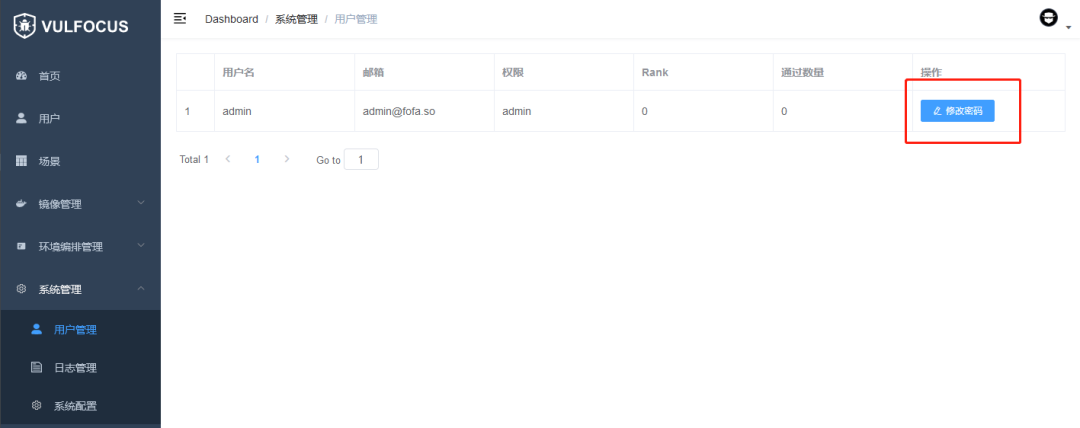 VULFOCUS
首页
用户
场景
镜像管理
环境编排管理
系统管理
用户管理
日志管理
系统配置
Dashboard / 系统管理 / 用户管理
用户名 邮箱 权限 Rank 通过数量 操作
1 admin admin@fofa.so admin 0 0 修改密码
Total 1 < 1 > Go to 1